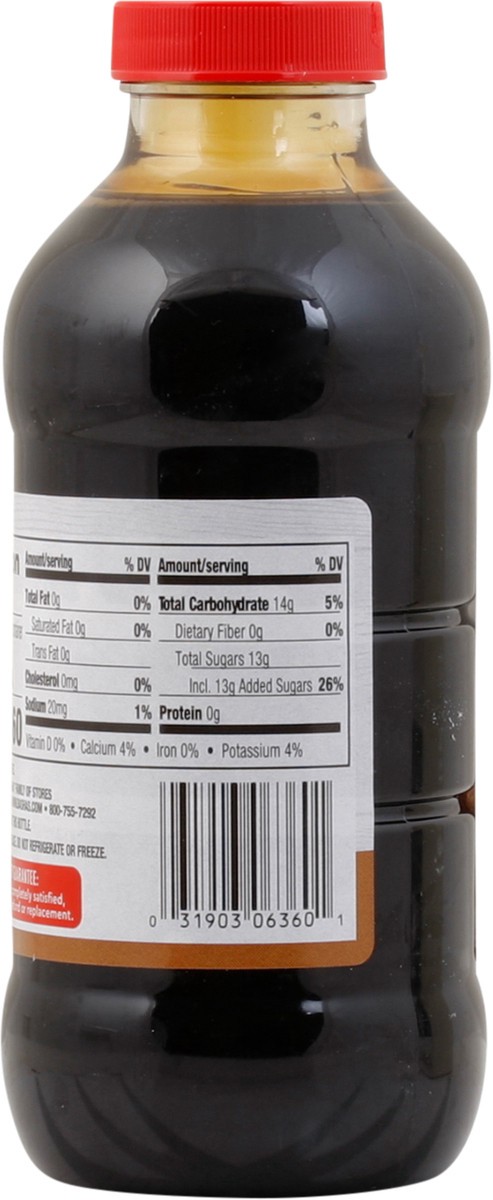 Amount/serving % DV Amount/serving % DV
Total Fat 0g 0% Total Carbohydrate 14g 5%
Saturated Fat 0g 0% Dietary Fiber 0g 0%
Trans Fat 0g Total Sugars 13g
Cholesterol 0mg 0% Incl. 13g Added Sugars 26%
Sodium 20mg 1% Protein 0g
60
Vitamin D 0% • Calcium 4% • Iron 0% • Potassium 4%
FAMILY OF STORES
.COM • 800-755-7292
BOTTLE
DO NOT REFRIGERATE OR FREEZE.
satisfied,
or replacement.
0 31903 06360 1